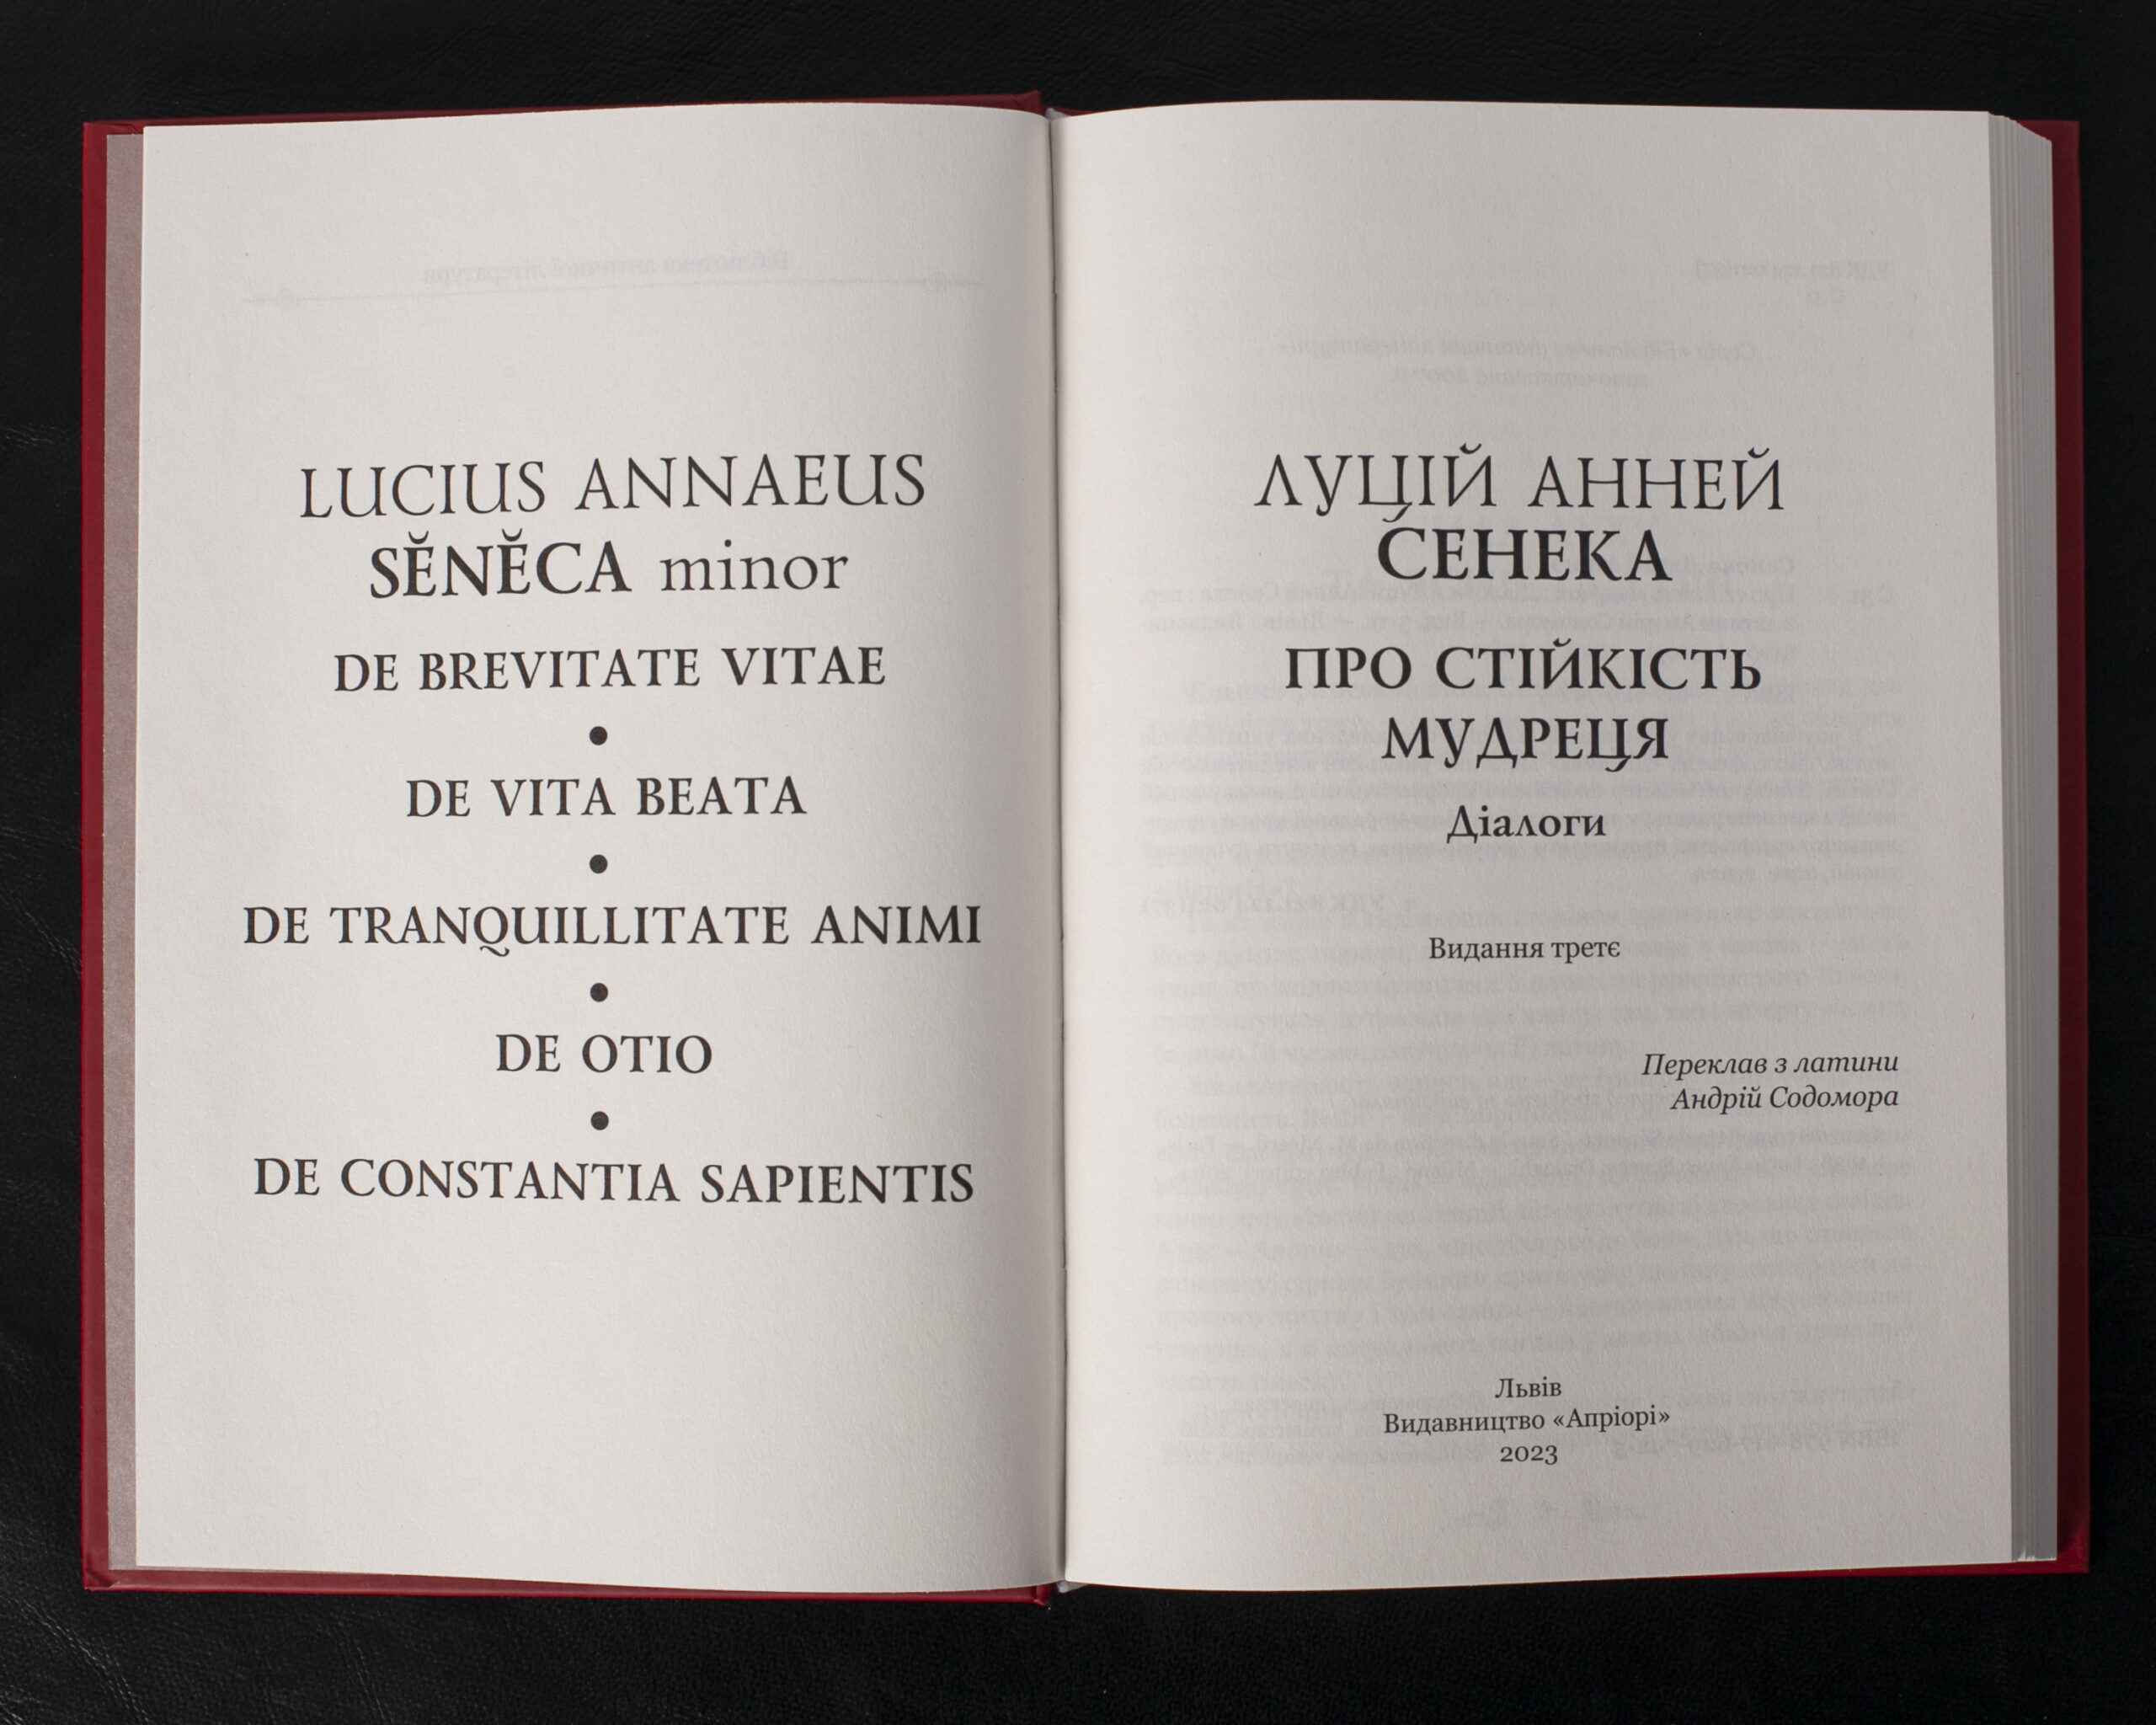 LUCIUS ANNAEUS
SĔNĔCA minor
DE BREVITATE VITAE
•
DE VITA BEATA
•
DE TRANQUILLITATE ANIMI
•
DE OTIO
•
DE CONSTANTIA SAPIENTIS
ЛУЦІЙ АННЕЙ
СЕНЕКА
ПРО СТІЙКІСТЬ
МУДРЕЦЯ
Діалоги
Видання третє
Переклав з латини
Андрій Содомора
Львів
Видавництво «Апріорі»
2023